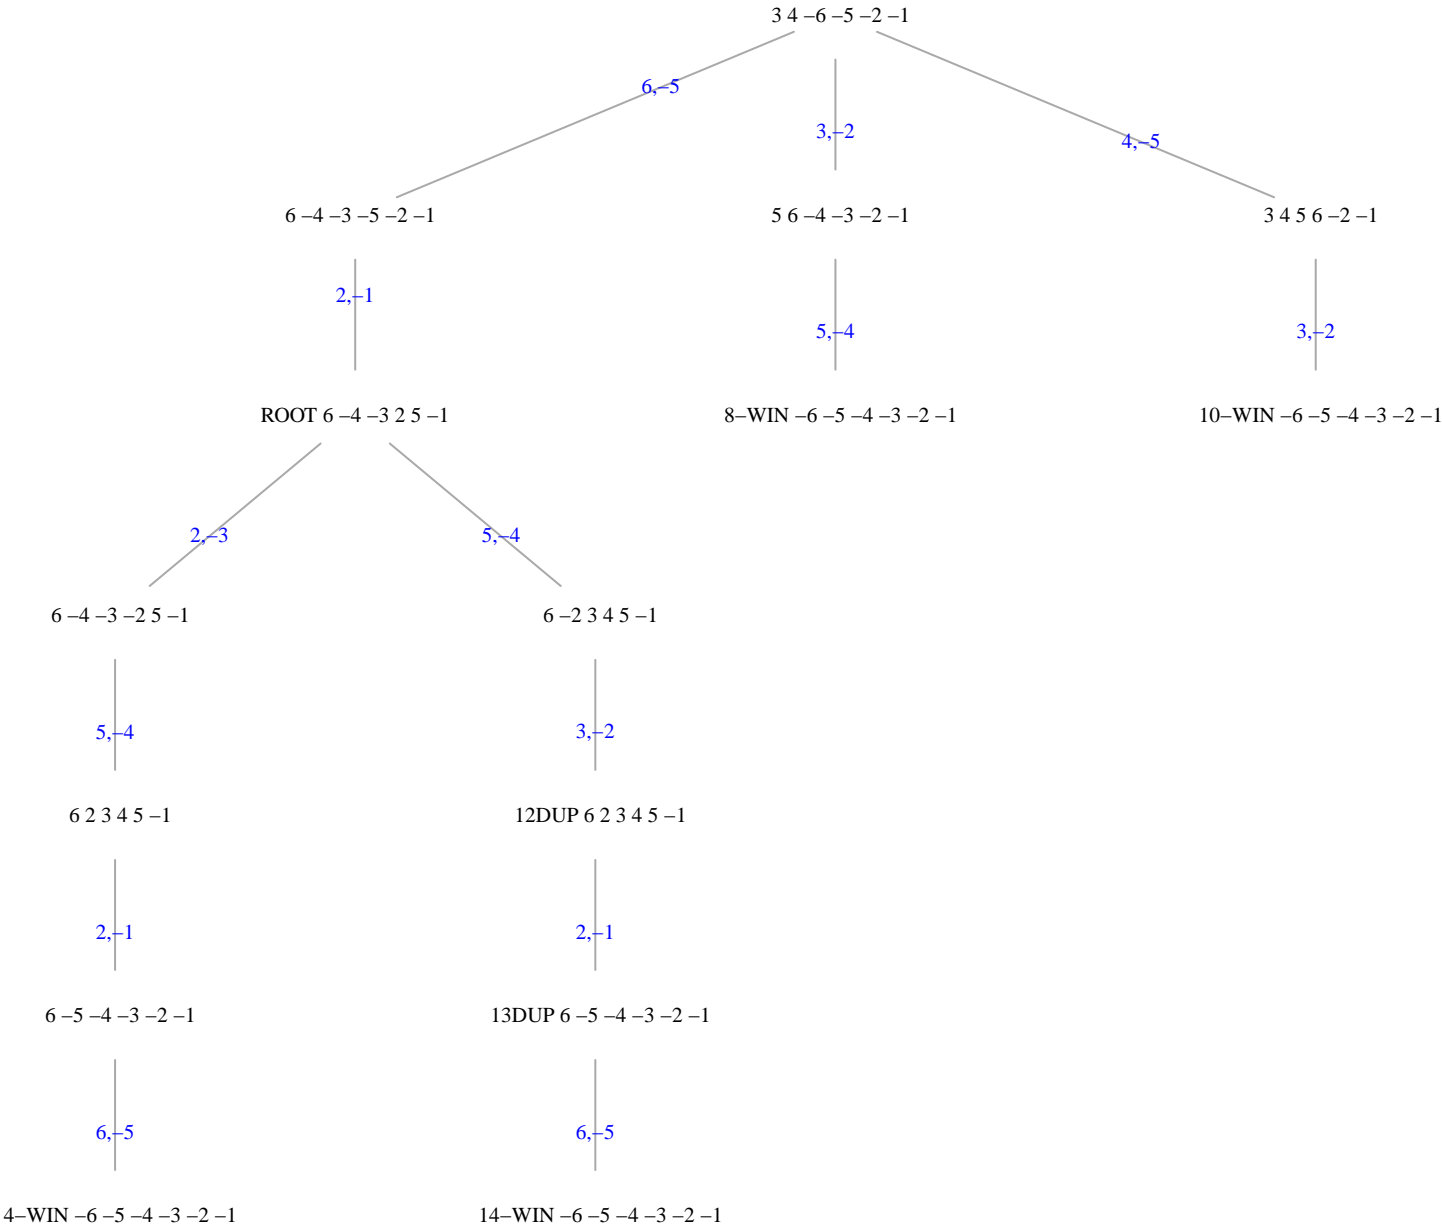 3 4 –6 –5 –2 –1
6,–5
3,–2
4,–5
6 –4 –3 –5 –2 –1
5 6 –4 –3 –2 –1
3 4 5 6 –2 –1
2,–1
5,–4
3,–2
ROOT 6 –4 –3 2 5 –1
8–WIN –6 –5 –4 –3 –2 –1
10–WIN –6 –5 –4 –3 –2 –1
2,–3
5,–4
6 –4 –3 –2 5 –1
6 –2 3 4 5 –1
5,–4
3,–2
6 2 3 4 5 –1
12DUP 6 2 3 4 5 –1
2,–1
2,–1
6 –5 –4 –3 –2 –1
13DUP 6 –5 –4 –3 –2 –1
6,–5
6,–5
4–WIN –6 –5 –4 –3 –2 –1
14–WIN –6 –5 –4 –3 –2 –1